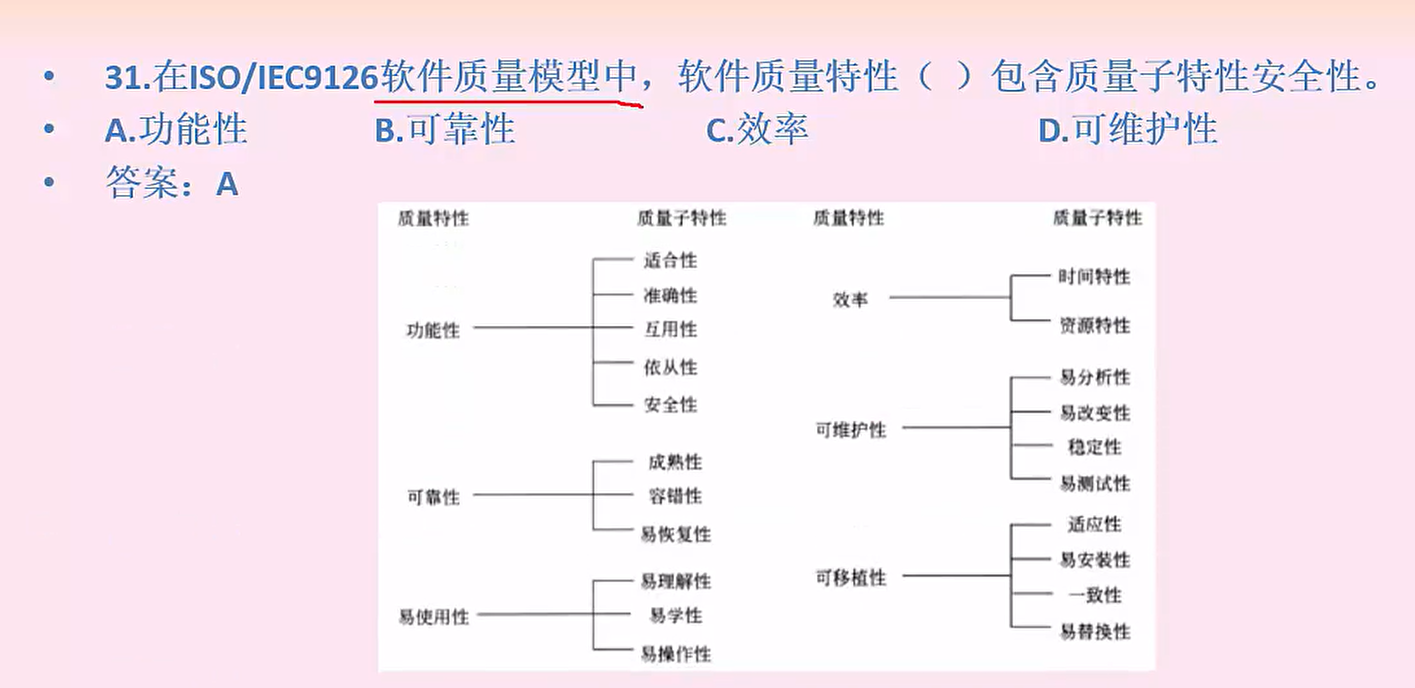 • 31.在ISO/IEC9126软件质量模型中，软件质量特性（ ）包含质量子特性安全性。
• A.功能性 B.可靠性 C.效率 D.可维护性
• 答案：A
质量特性 质量子特性 质量特性 质量子特性
功能性
适合性
准确性
互用性
依从性
安全性
可靠性
成熟性
容错性
易恢复性
易使用性
易理解性
易学性
易操作性
效率
时间特性
资源特性
可维护性
易分析性
易改变性
稳定性
易测试性
可移植性
适应性
易安装性
一致性
易替换性